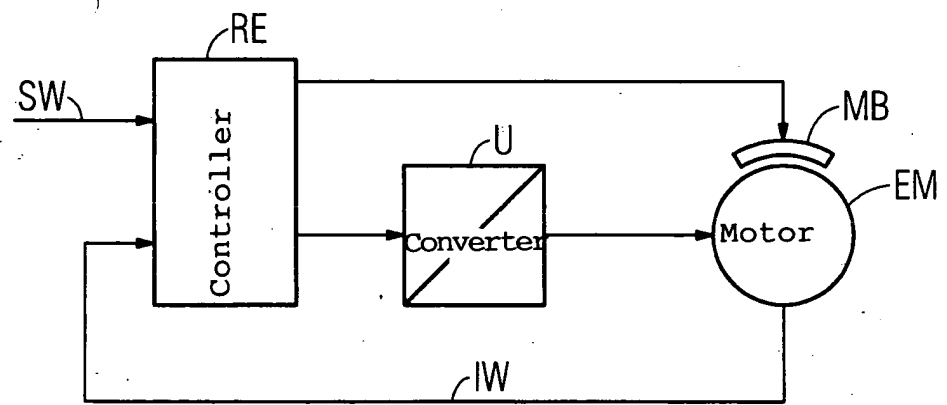 RE
SW
Controller
MB
U
EM
Converter
Motor
IW